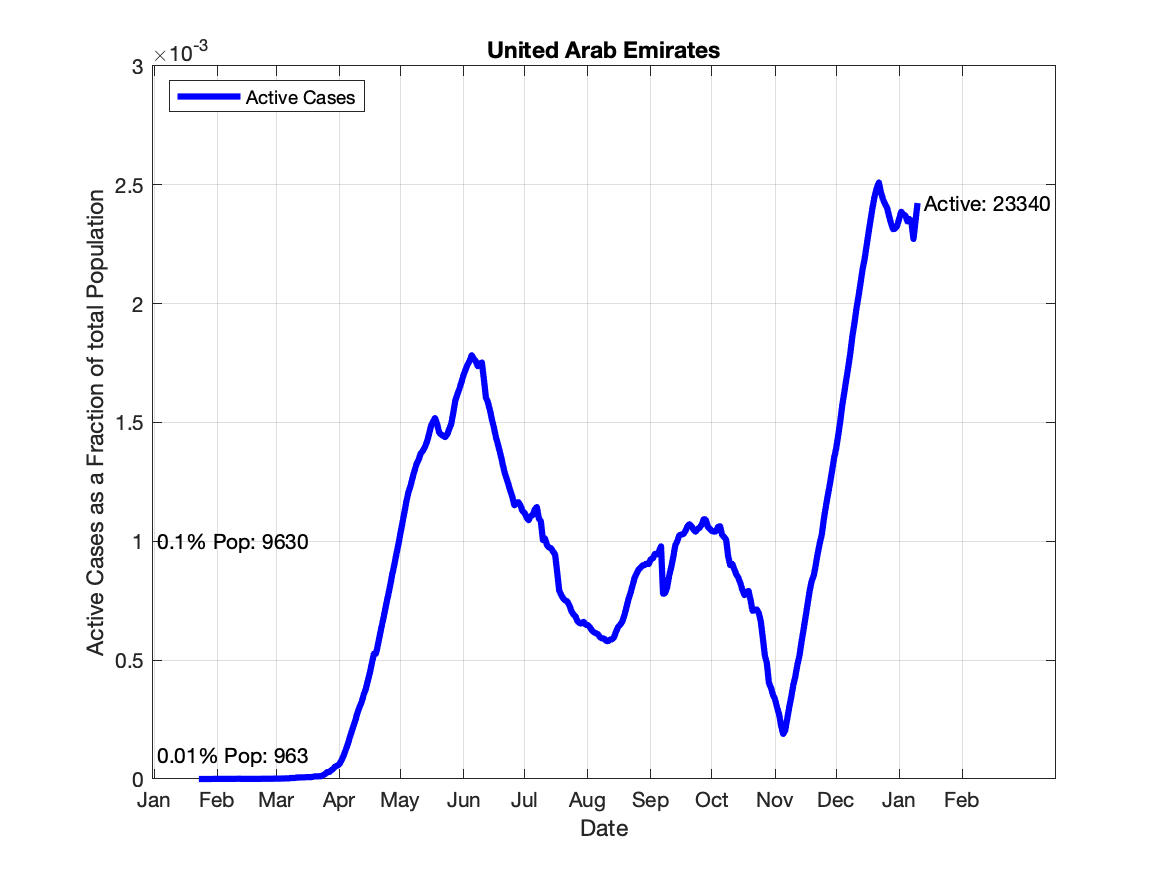 United Arab Emirates
×10-3
Active Cases
3
2.5
2
1.5
1
0.5
0
Active: 23340
0.1% Pop: 9630
0.01% Pop: 963
Active Cases as a Fraction of total Population
Jan Feb Mar Apr May Jun Jul Aug Sep Oct Nov Dec Jan Feb
Date